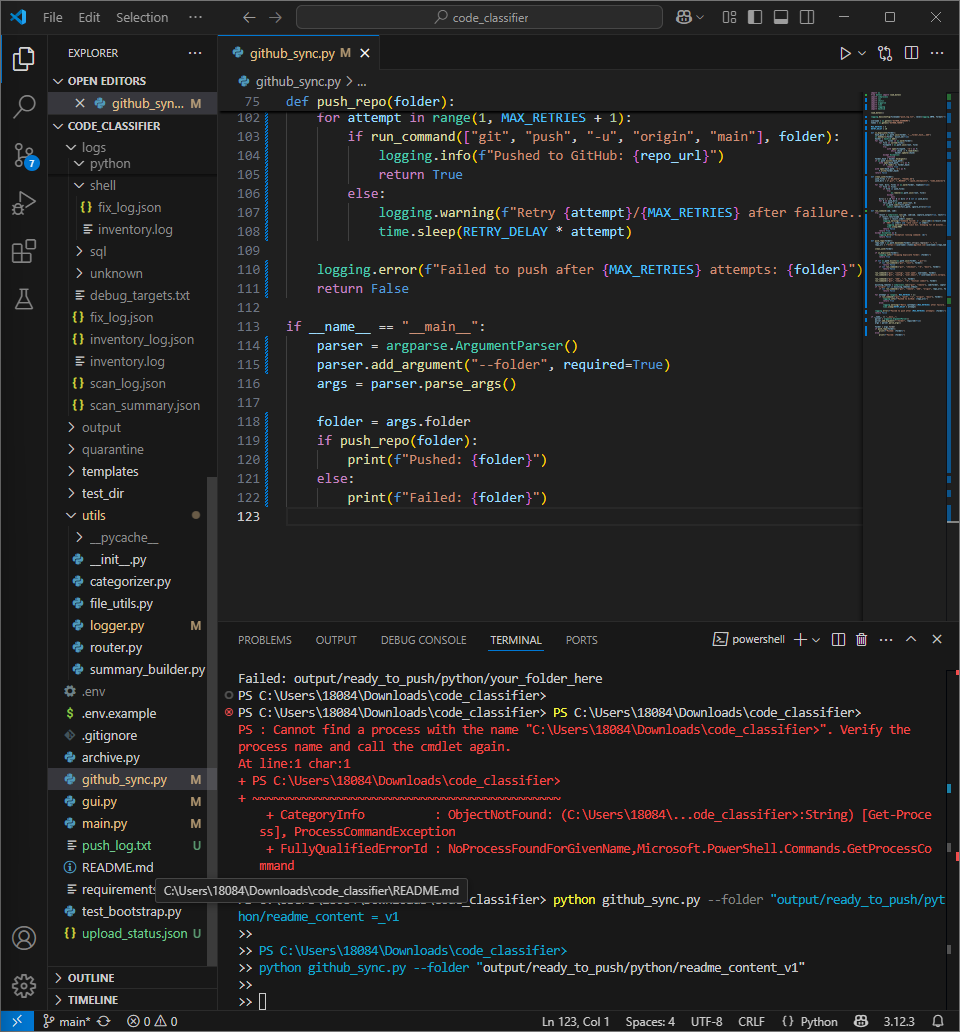 File Edit Selection ··· code_classifier
EXPLORER ···
OPEN EDITORS
github_syn... M
CODE_CLASSIFIER
logs
python
shell
{} fix_log.json
inventory.log
sql
unknown
debug_targets.txt
{} fix_log.json
{} inventory_log.json
inventory.log
{} scan_log.json
{} scan_summary.json
output
quarantine
templates
test_dir
utils
__pycache__
__init__.py
categorizer.py
file_utils.py
logger.py M
router.py
summary_builder.py
.env
$ .env.example
.gitignore
archive.py
github_sync.py M
gui.py M
main.py M
push_log.txt U
README.md
requirements
C:\Users\18084\Downloads\code_classifier\README.md
test_bootstrap.py
{} upload_status.json U
OUTLINE
TIMELINE
7
github_sync.py M
github_sync.py > ...
75 def push_repo(folder):
102 for attempt in range(1, MAX_RETRIES + 1):
103 if run_command(["git", "push", "-u", "origin", "main"], folder):
104 logging.info(f"Pushed to GitHub: {repo_url}")
105 return True
106 else:
107 logging.warning(f"Retry {attempt}/{MAX_RETRIES} after failure..
108 time.sleep(RETRY_DELAY * attempt)
109
110 logging.error(f"Failed to push after {MAX_RETRIES} attempts: {folder}")
111 return False
112
113 if __name__ == "__main__":
114 parser = argparse.ArgumentParser()
115 parser.add_argument("--folder", required=True)
116 args = parser.parse_args()
117
118 folder = args.folder
119 if push_repo(folder):
120 print(f"Pushed: {folder}")
121 else:
122 print(f"Failed: {folder}")
123
PROBLEMS OUTPUT DEBUG CONSOLE TERMINAL PORTS powershell
Failed: output/ready_to_push/python/your_folder_here
PS C:\Users\18084\Downloads\code_classifier>
PS C:\Users\18084\Downloads\code_classifier> PS C:\Users\18084\Downloads\code_classifier>
PS : Cannot find a process with the name "C:\Users\18084\Downloads\code_classifier>". Verify the
process name and call the cmdlet again.
At line:1 char:1
+ PS C:\Users\18084\Downloads\code_classifier>
+ ~~~~~~~~~~~~~~~~~~~~~~~~~~~~~~~~~~~~~~~~~~~~
+ CategoryInfo : ObjectNotFound: (C:\Users\18084\...ode_classifier>:String) [Get-Proce
ss], ProcessCommandException
+ FullyQualifiedErrorId : NoProcessFoundForGivenName,Microsoft.PowerShell.Commands.GetProcessCo
mmand
code_classifier> python github_sync.py --folder "output/ready_to_push/pyt
hon/readme_content = v1
>>
>> PS C:\Users\18084\Downloads\code_classifier>
>> python github_sync.py --folder "output/ready_to_push/python/readme_content_v1"
>>
>>
main* 0 0 Ln 123, Col 1 Spaces: 4 UTF-8 CRLF {} Python 3.12.3